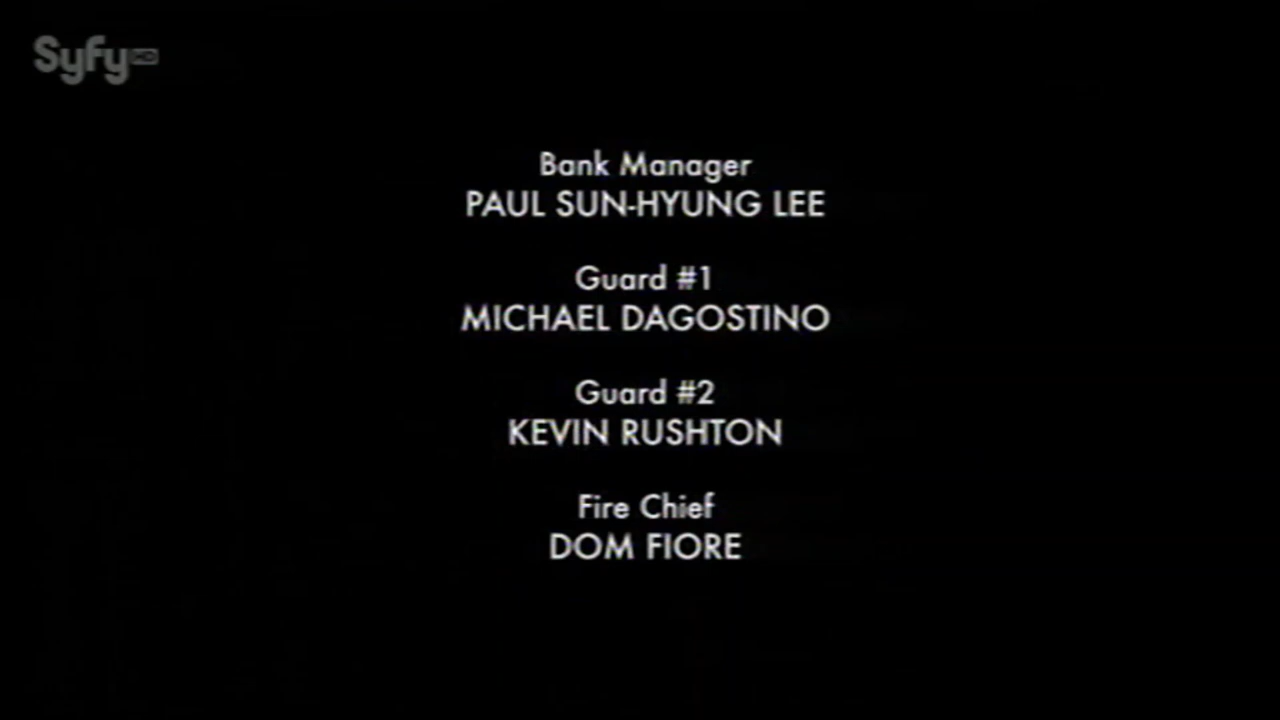 Syfy HD
Bank Manager
PAUL SUN-HYUNG LEE
Guard #1
MICHAEL DAGOSTINO
Guard #2
KEVIN RUSHTON
Fire Chief
DOM FIORE